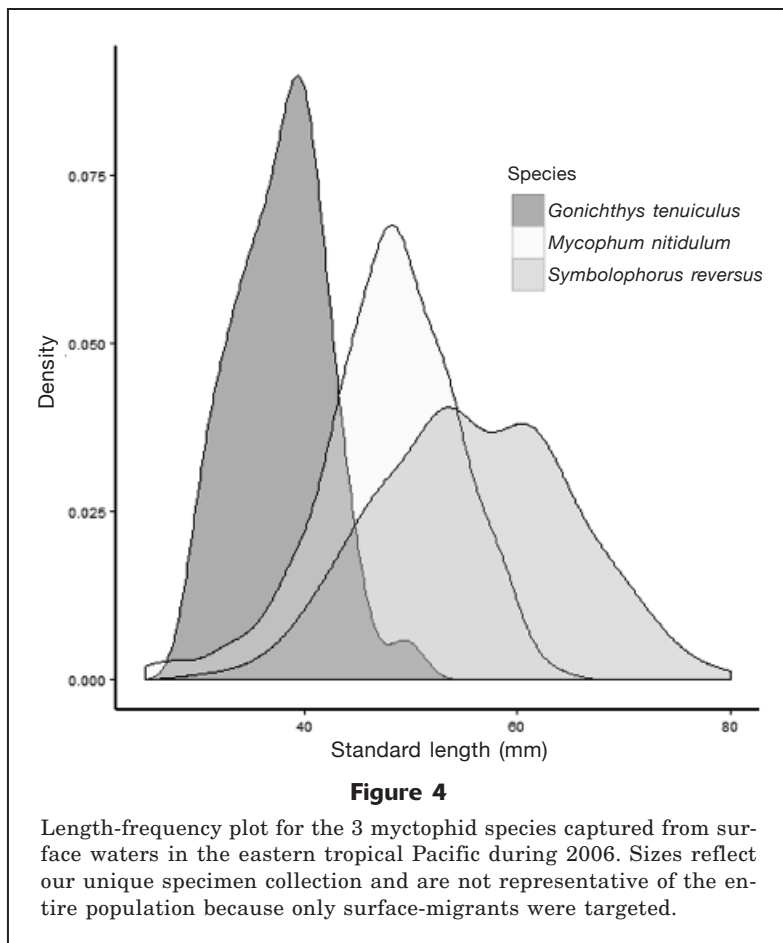 Species
Gonichthys tenuiculus
Mycophum nitidulum
Symbolophorus reversus
0.075
0.050
0.025
0.000
Density
40 60 80
Standard length (mm)
Figure 4
Length-frequency plot for the 3 myctophid species captured from sur-
face waters in the eastern tropical Pacific during 2006. Sizes reflect
our unique specimen collection and are not representative of the en-
tire population because only surface-migrants were targeted.